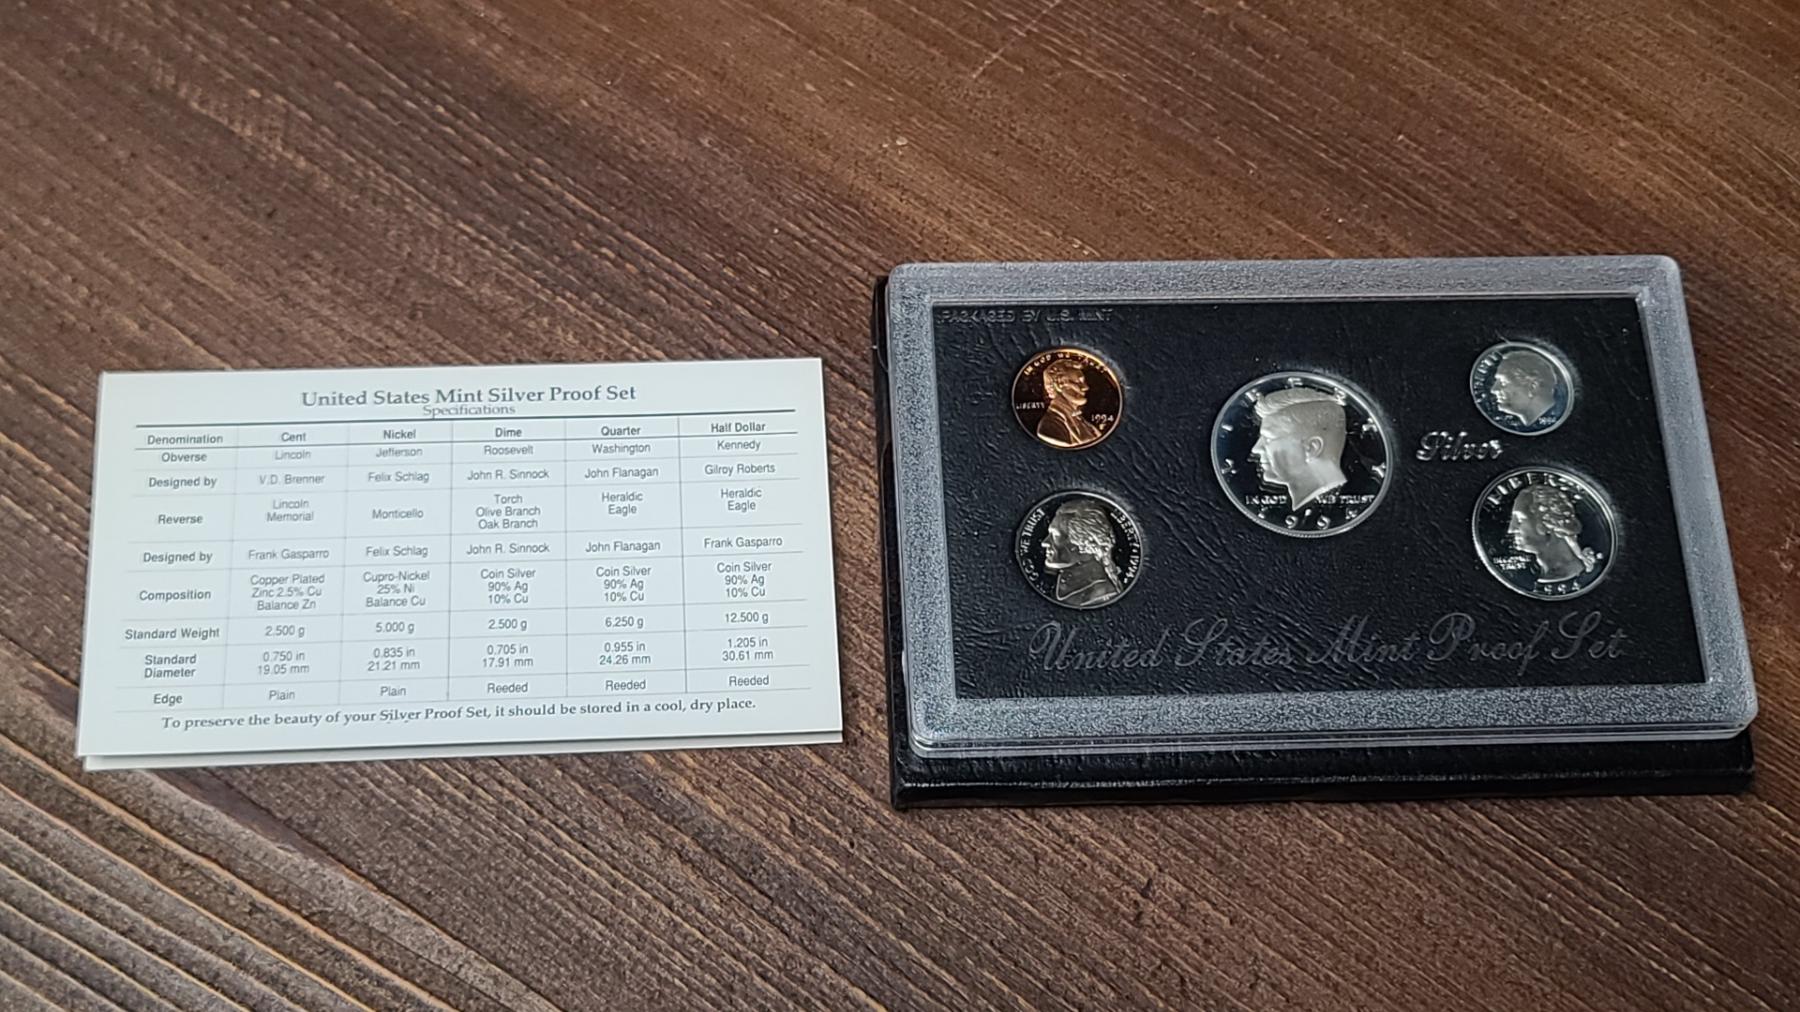 United States Mint Silver Proof Set
Specifications
Denomination Cent Nickel Dime Quarter Half Dollar
Obverse Lincoln Jefferson Roosevelt Washington Kennedy
Designed by V.D. Brenner Felix Schlag John R. Sinnock John Flanagan Gilroy Roberts
Reverse Lincoln Memorial Monticello Torch Olive Branch Oak Branch Heraldic Eagle Heraldic Eagle
Designed by Frank Gasparro Felix Schlag John R. Sinnock John Flanagan Frank Gasparro
Composition Copper Plated Zinc 2.5% Cu Balance Zn Cupro-Nickel 25% Ni Balance Cu Coin Silver 90% Ag 10% Cu Coin Silver 90% Ag 10% Cu Coin Silver 90% Ag 10% Cu
Standard Weight 2.500 g 5.000 g 2.500 g 6.250 g 12.500 g
Standard Diameter 0.750 in 19.05 mm 0.835 in 21.21 mm 0.705 in 17.91 mm 0.955 in 24.26 mm 1.205 in 30.61 mm
Edge Plain Plain Reeded Reeded Reeded
To preserve the beauty of your Silver Proof Set, it should be stored in a cool, dry place.
PACKAGED BY U.S. MINT
LIBERTY
1994
IN GOD WE TRUST
Silver
LIBERTY
1994
LIBERTY
1994
United States Mint Proof Set